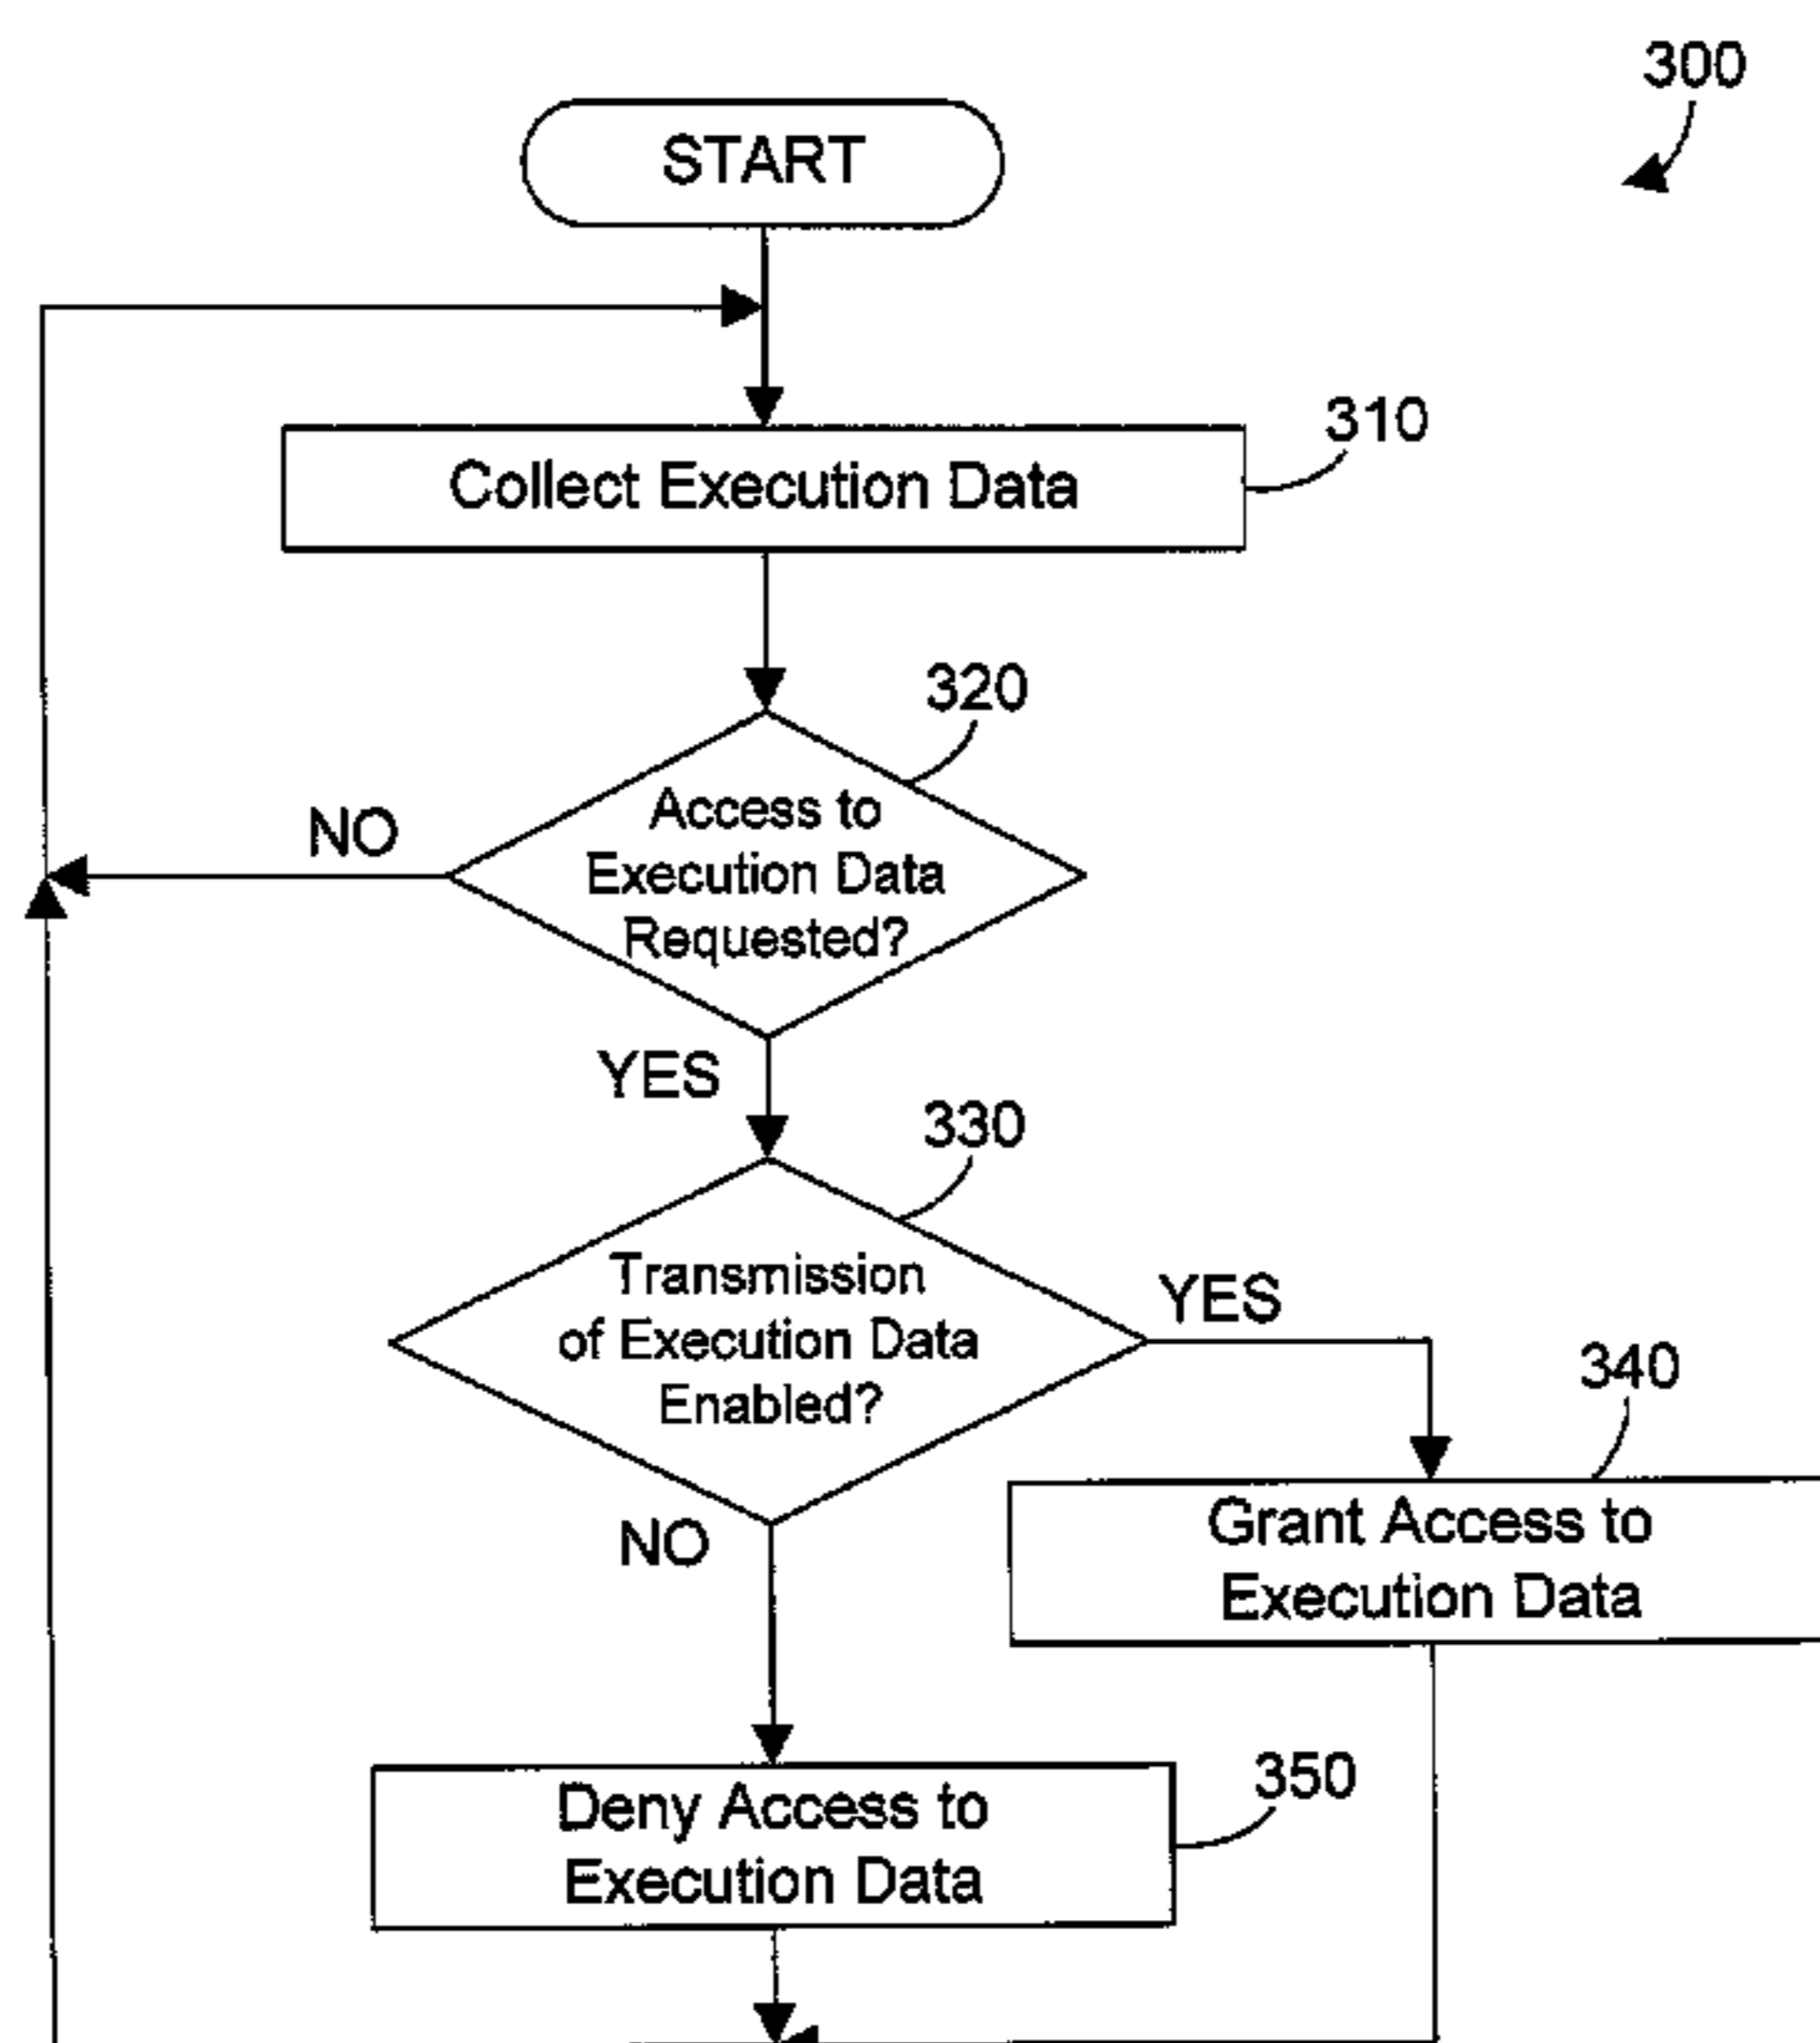 300
START
310
Collect Execution Data
320
Access to
Execution Data
Requested?
NO
YES
330
Transmission
of Execution Data
Enabled?
YES
340
Grant Access to
Execution Data
NO
350
Deny Access to
Execution Data